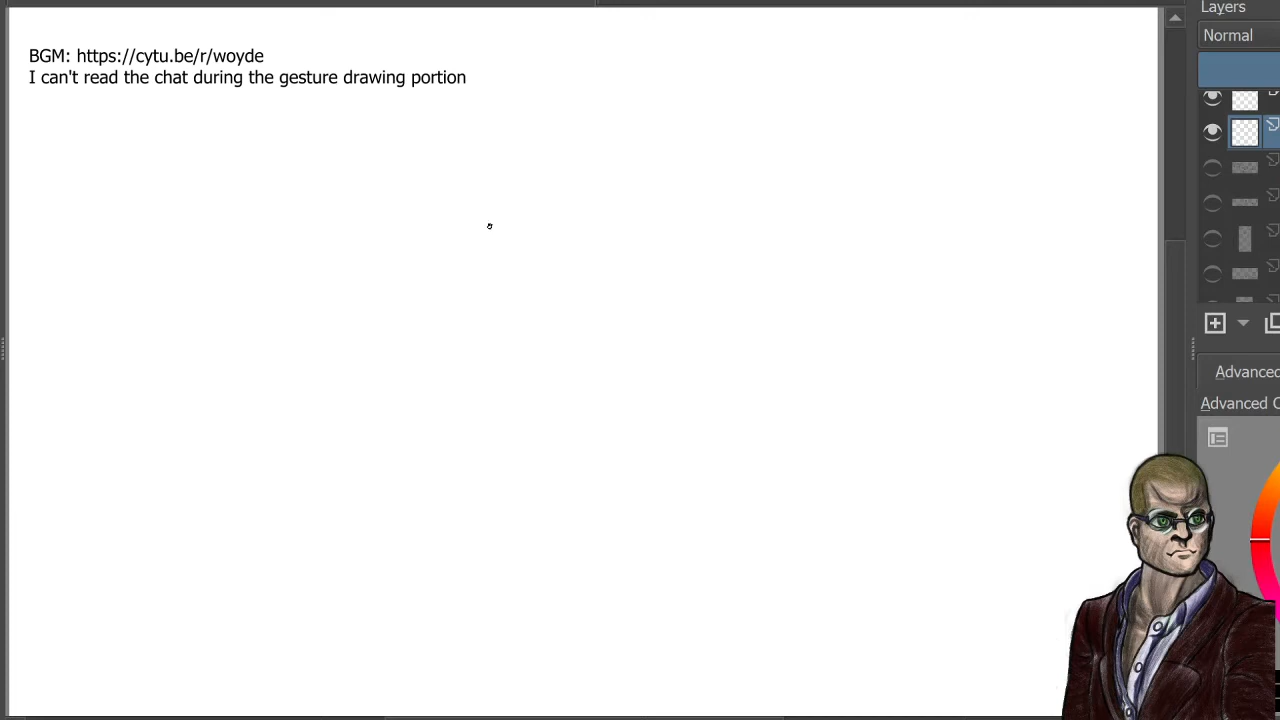 Layers
Normal
BGM: https://cytu.be/r/woyde
I can't read the chat during the gesture drawing portion
Advanced
Advanced C